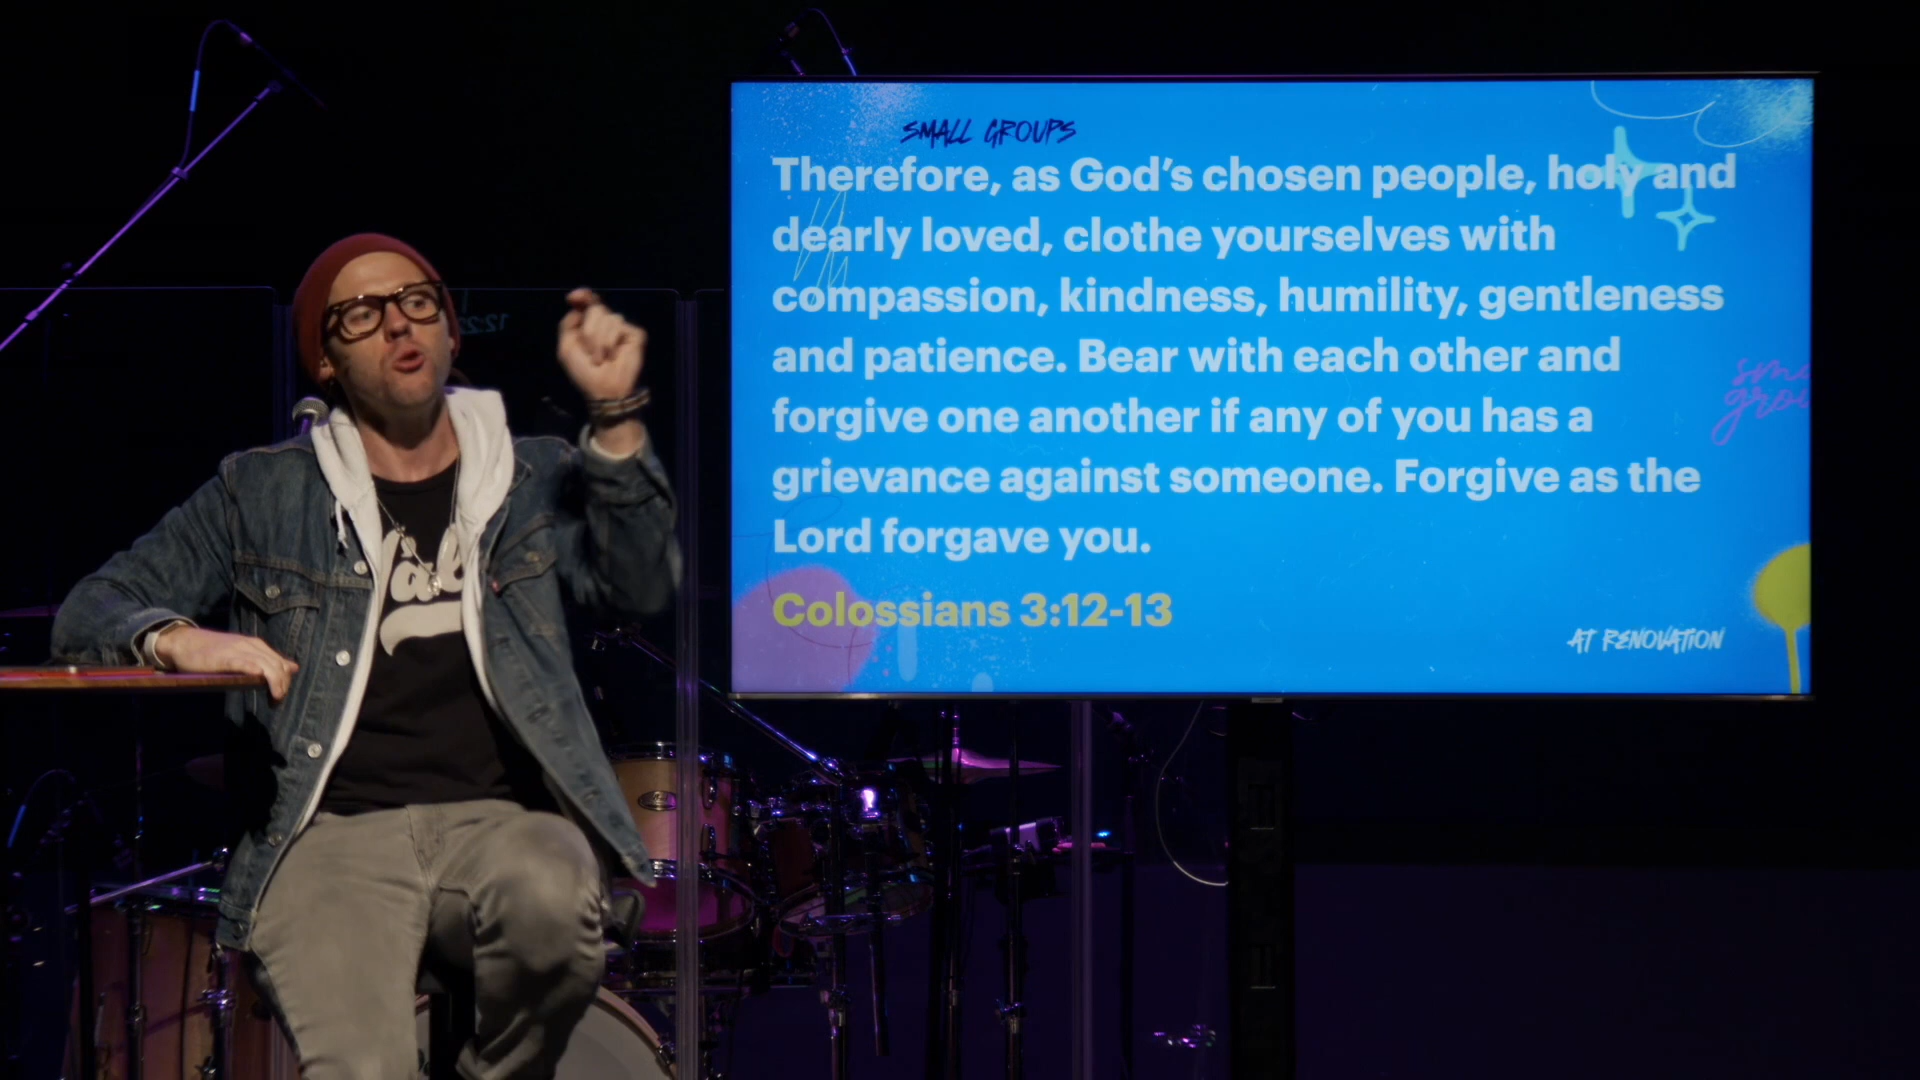 SMALL GROUPS
Therefore, as God's chosen people, holy and
dearly loved, clothe yourselves with
compassion, kindness, humility, gentleness
and patience. Bear with each other and
forgive one another if any of you has a
grievance against someone. Forgive as the
Lord forgave you.
Colossians 3:12-13
AT RENOVATION